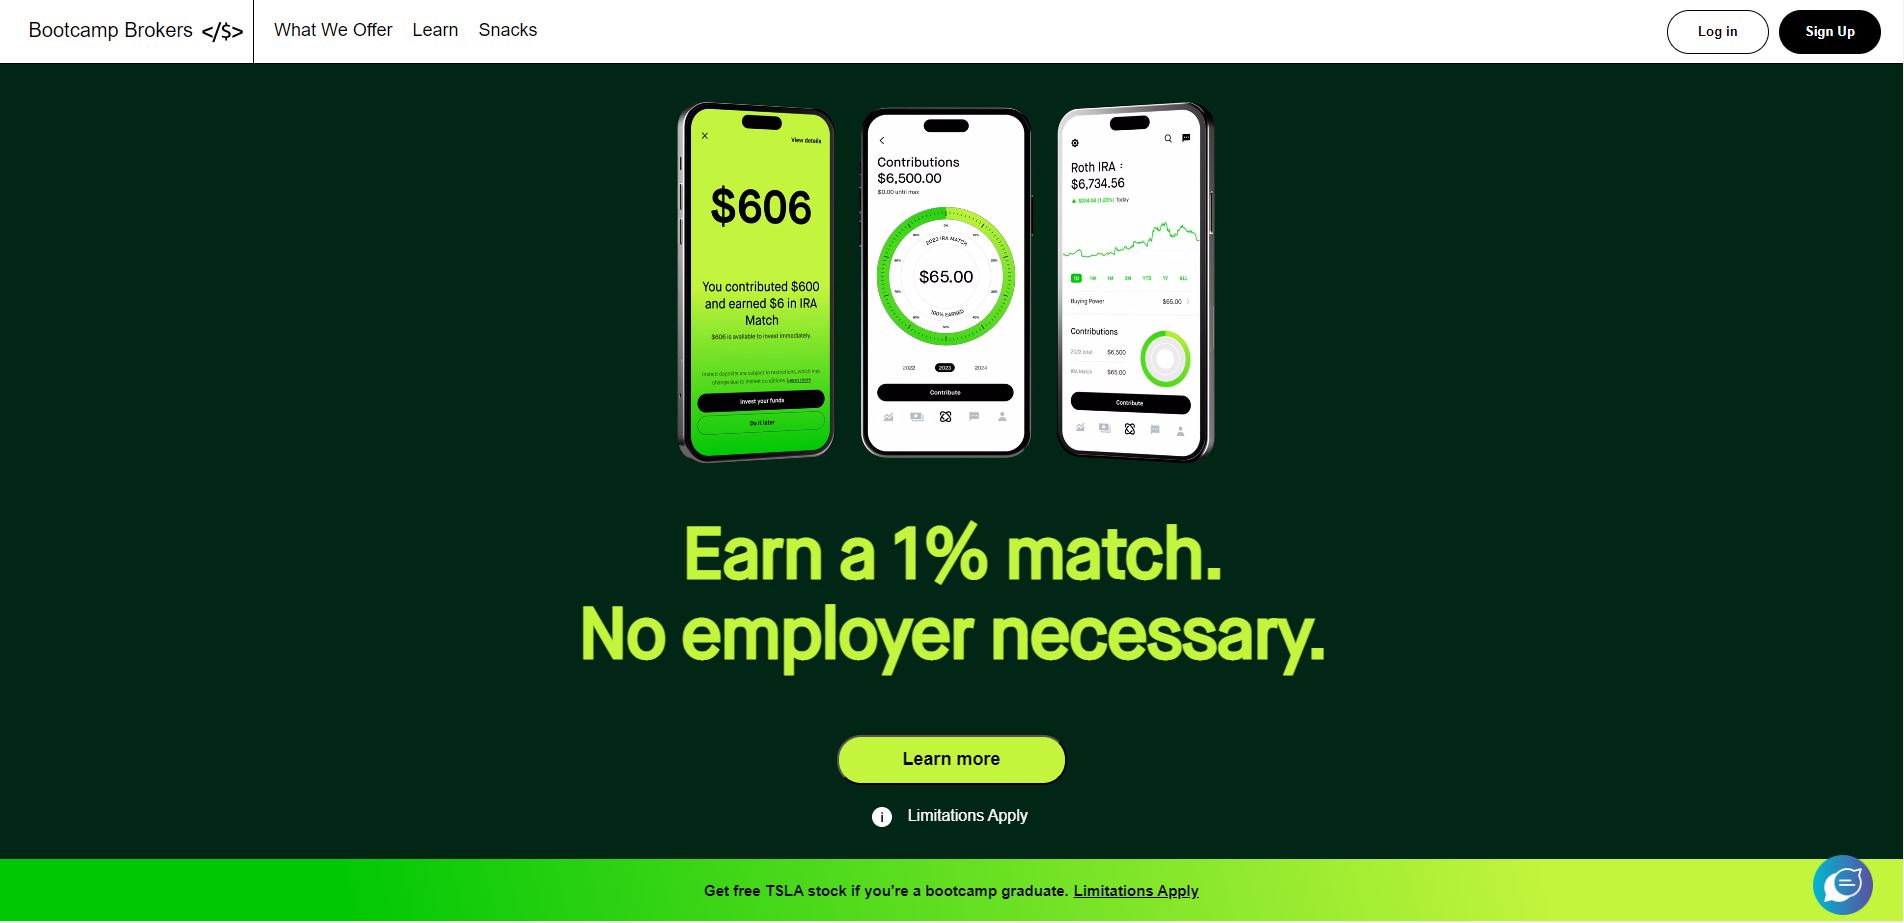 Bootcamp Brokers </$>
What We Offer
Learn
Snacks
Log in
Sign Up
View details
$606
You contributed $600
and earned $6 in IRA
Match
$606 is available to invest immediately.
Instant deposits are subject to restrictions, which may
change due to market conditions. Learn more
Invest your funds
Do it later
Contributions
$6,500.00
$0.00 until max
2023 IRA MATCH
$65.00
100% EARNED
2022
2023
2024
Contribute
Roth IRA
$6,734.56
$234.56 (1.23%) Today
1D
1W
1M
3M
YTD
1Y
ALL
Buying Power
$65.00
Contributions
2023 total
$6,500
IRA Match
$65.00
Contribute
Earn a 1% match.
No employer necessary.
Learn more
i Limitations Apply
Get free TSLA stock if you're a bootcamp graduate. Limitations Apply